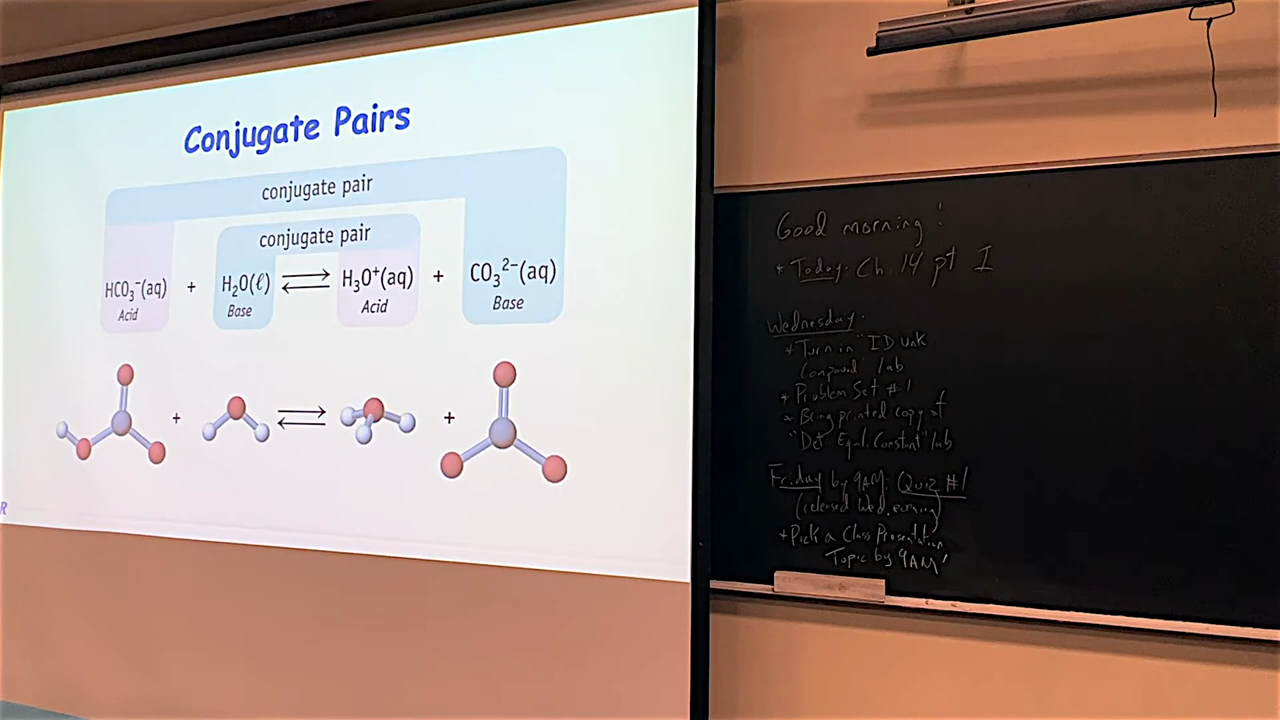 Conjugate Pairs
conjugate pair
conjugate pair
HCO₃⁻(aq) + H₂O(ℓ) ⇌ H₃O⁺(aq) + CO₃²⁻(aq)
Acid Base Acid Base
+ ⇌ +
R
Good morning!
* Today: Ch. 14 pt I
Wednesday:
* Turn in "ID Unk
Compound" lab
* Problem Set #1
* Bring printed copy of
"Det Equil. Constant" lab
Friday by 9AM: Quiz #1
(released Wed. evening)
* Pick a Class Presentation
Topic by 9AM!